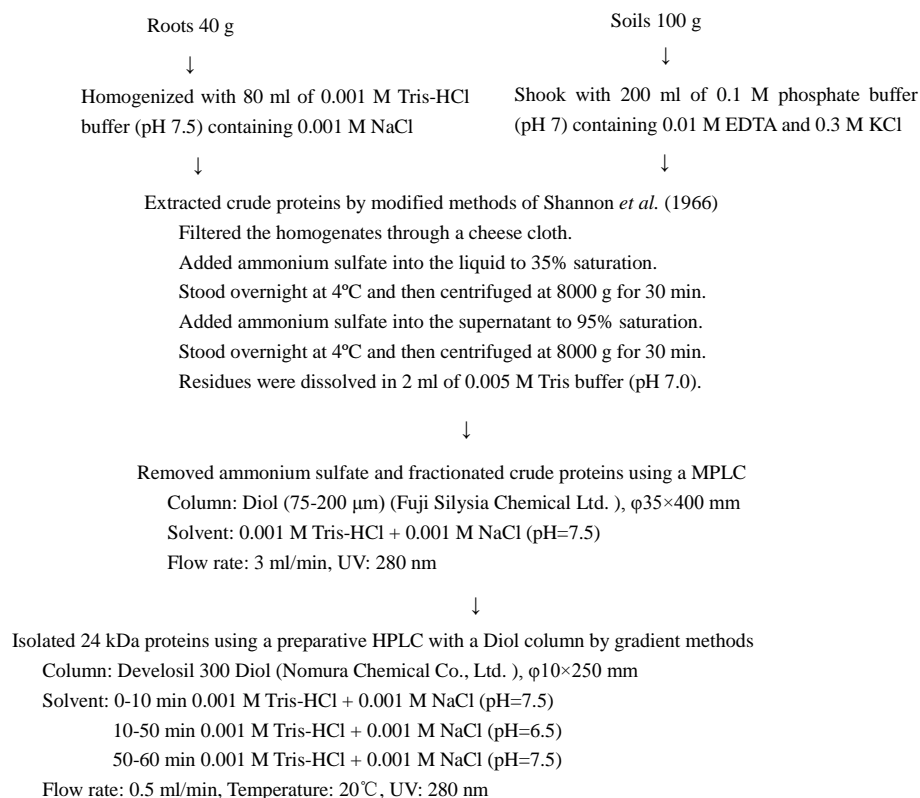 Roots 40 g
Soils 100 g
↓
↓
Homogenized with 80 ml of 0.001 M Tris-HCl
buffer (pH 7.5) containing 0.001 M NaCl
Shook with 200 ml of 0.1 M phosphate buffer
(pH 7) containing 0.01 M EDTA and 0.3 M KCl
↓
↓
Extracted crude proteins by modified methods of Shannon et al. (1966)
Filtered the homogenates through a cheese cloth.
Added ammonium sulfate into the liquid to 35% saturation.
Stood overnight at 4ºC and then centrifuged at 8000 g for 30 min.
Added ammonium sulfate into the supernatant to 95% saturation.
Stood overnight at 4ºC and then centrifuged at 8000 g for 30 min.
Residues were dissolved in 2 ml of 0.005 M Tris buffer (pH 7.0).
↓
Removed ammonium sulfate and fractionated crude proteins using a MPLC
Column: Diol (75-200 μm) (Fuji Silysia Chemical Ltd. ), φ35×400 mm
Solvent: 0.001 M Tris-HCl + 0.001 M NaCl (pH=7.5)
Flow rate: 3 ml/min, UV: 280 nm
↓
Isolated 24 kDa proteins using a preparative HPLC with a Diol column by gradient methods
Column: Develosil 300 Diol (Nomura Chemical Co., Ltd. ), φ10×250 mm
Solvent: 0-10 min 0.001 M Tris-HCl + 0.001 M NaCl (pH=7.5)
10-50 min 0.001 M Tris-HCl + 0.001 M NaCl (pH=6.5)
50-60 min 0.001 M Tris-HCl + 0.001 M NaCl (pH=7.5)
Flow rate: 0.5 ml/min, Temperature: 20℃, UV: 280 nm